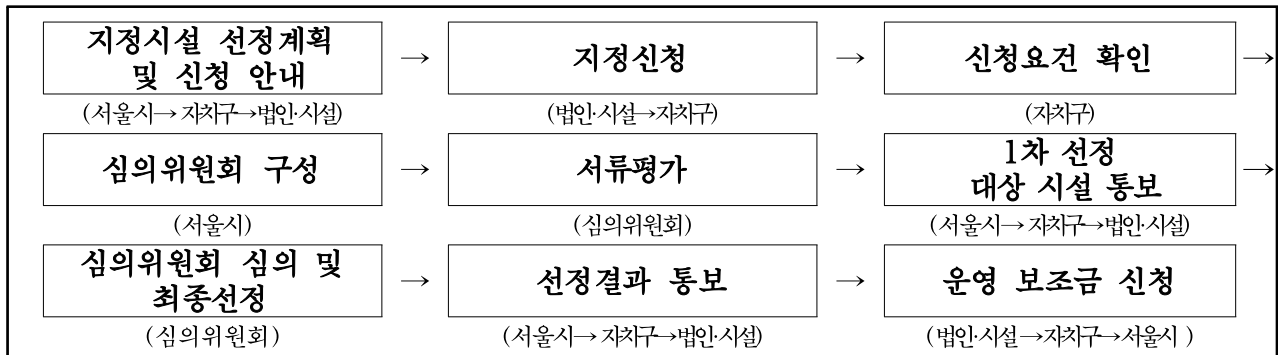 지정시설 선정계획 및 신청 안내 → 지정신청 → 신청요건 확인 →
(서울시→자치구→법인·시설) (법인·시설→자치구) (자치구)
심의위원회 구성 → 서류평가 → 1차 선정 대상 시설 통보 →
(서울시) (심의위원회) (서울시→자치구→법인·시설)
심의위원회 심의 및 최종선정 → 선정결과 통보 → 운영 보조금 신청
(심의위원회) (서울시→자치구→법인·시설) (법인·시설→자치구→서울시 )